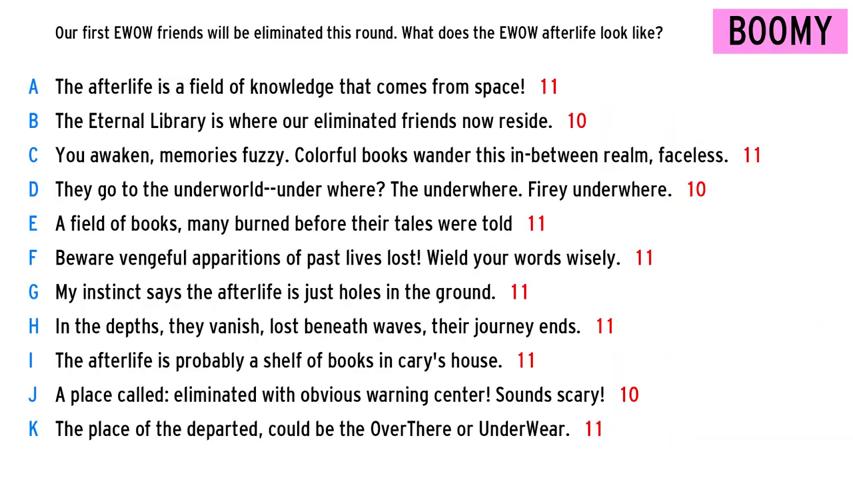 Our first EWOW friends will be eliminated this round. What does the EWOW afterlife look like?
BOOMY
A The afterlife is a field of knowledge that comes from space! 11
B The Eternal Library is where our eliminated friends now reside. 10
C You awaken, memories fuzzy. Colorful books wander this in-between realm, faceless. 11
D They go to the underworld--under where? The underwhere. Firey underwhere. 10
E A field of books, many burned before their tales were told 11
F Beware vengeful apparitions of past lives lost! Wield your words wisely. 11
G My instinct says the afterlife is just holes in the ground. 11
H In the depths, they vanish, lost beneath waves, their journey ends. 11
I The afterlife is probably a shelf of books in cary's house. 11
J A place called: eliminated with obvious warning center! Sounds scary! 10
K The place of the departed, could be the OverThere or UnderWear. 11